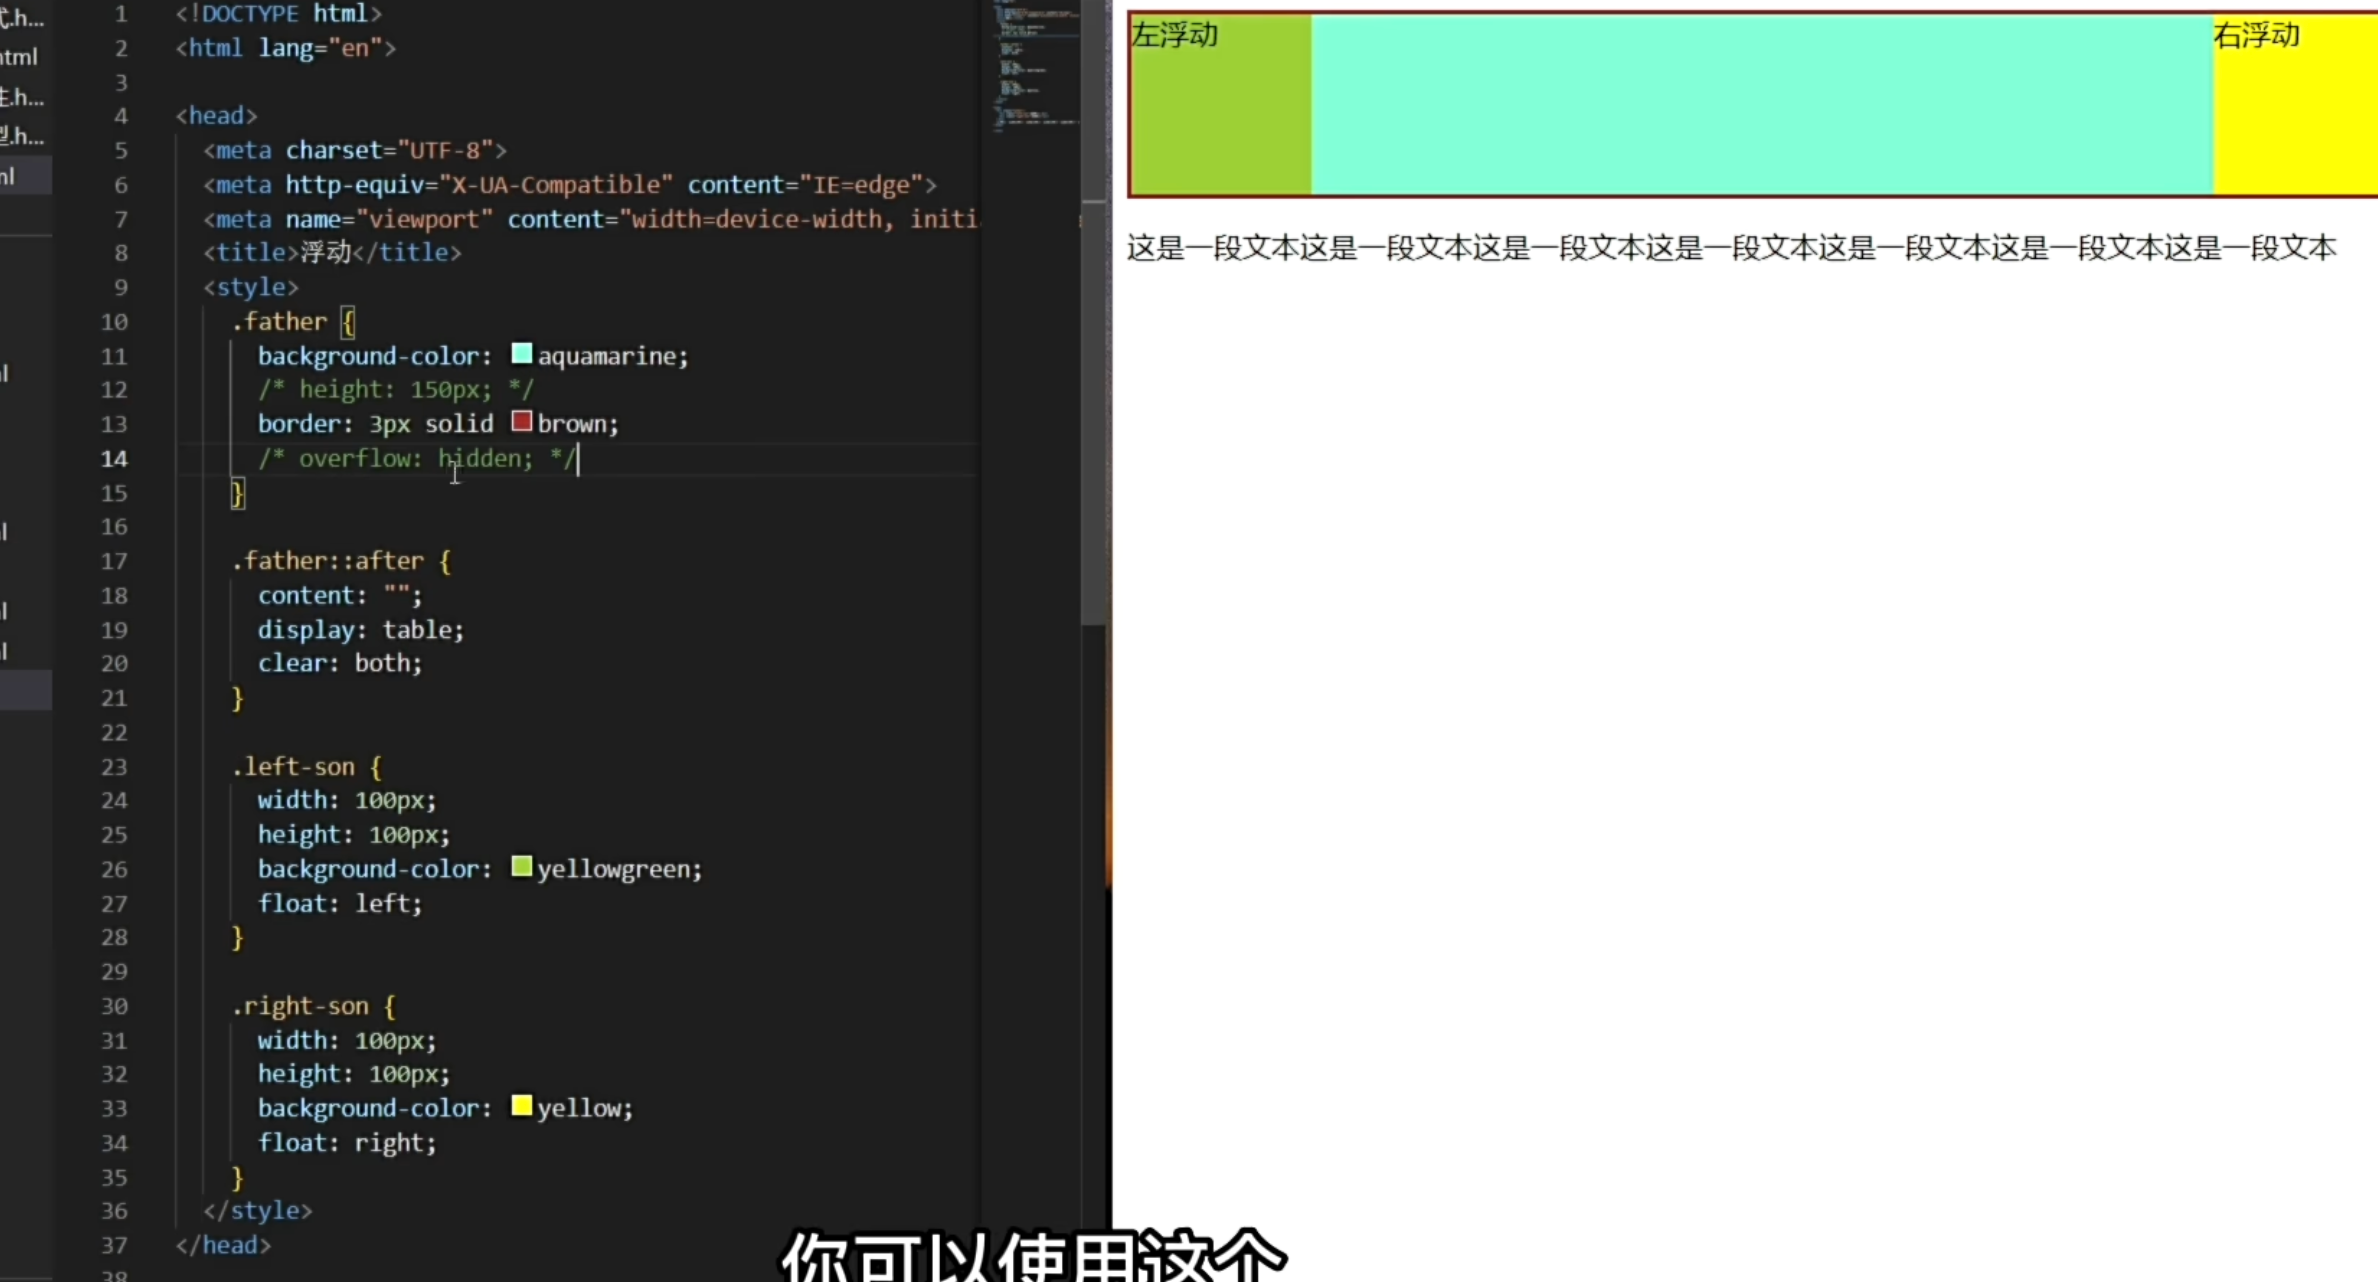 式.h...
html
注.h...
型.h...
ml
l
l
l
l
1 <!DOCTYPE html>
2 <html lang="en">
3
4 <head>
5 <meta charset="UTF-8">
6 <meta http-equiv="X-UA-Compatible" content="IE=edge">
7 <meta name="viewport" content="width=device-width, initi
8 <title>浮动</title>
9 <style>
10 .father {
11 background-color: aquamarine;
12 /* height: 150px; */
13 border: 3px solid brown;
14 /* overflow: hidden; */
15 }
16
17 .father::after {
18 content: "";
19 display: table;
20 clear: both;
21 }
22
23 .left-son {
24 width: 100px;
25 height: 100px;
26 background-color: yellowgreen;
27 float: left;
28 }
29
30 .right-son {
31 width: 100px;
32 height: 100px;
33 background-color: yellow;
34 float: right;
35 }
36 </style>
37 </head>
38
左浮动
右浮动
这是一段文本这是一段文本这是一段文本这是一段文本这是一段文本这是一段文本这是一段文本
你可以使用这个